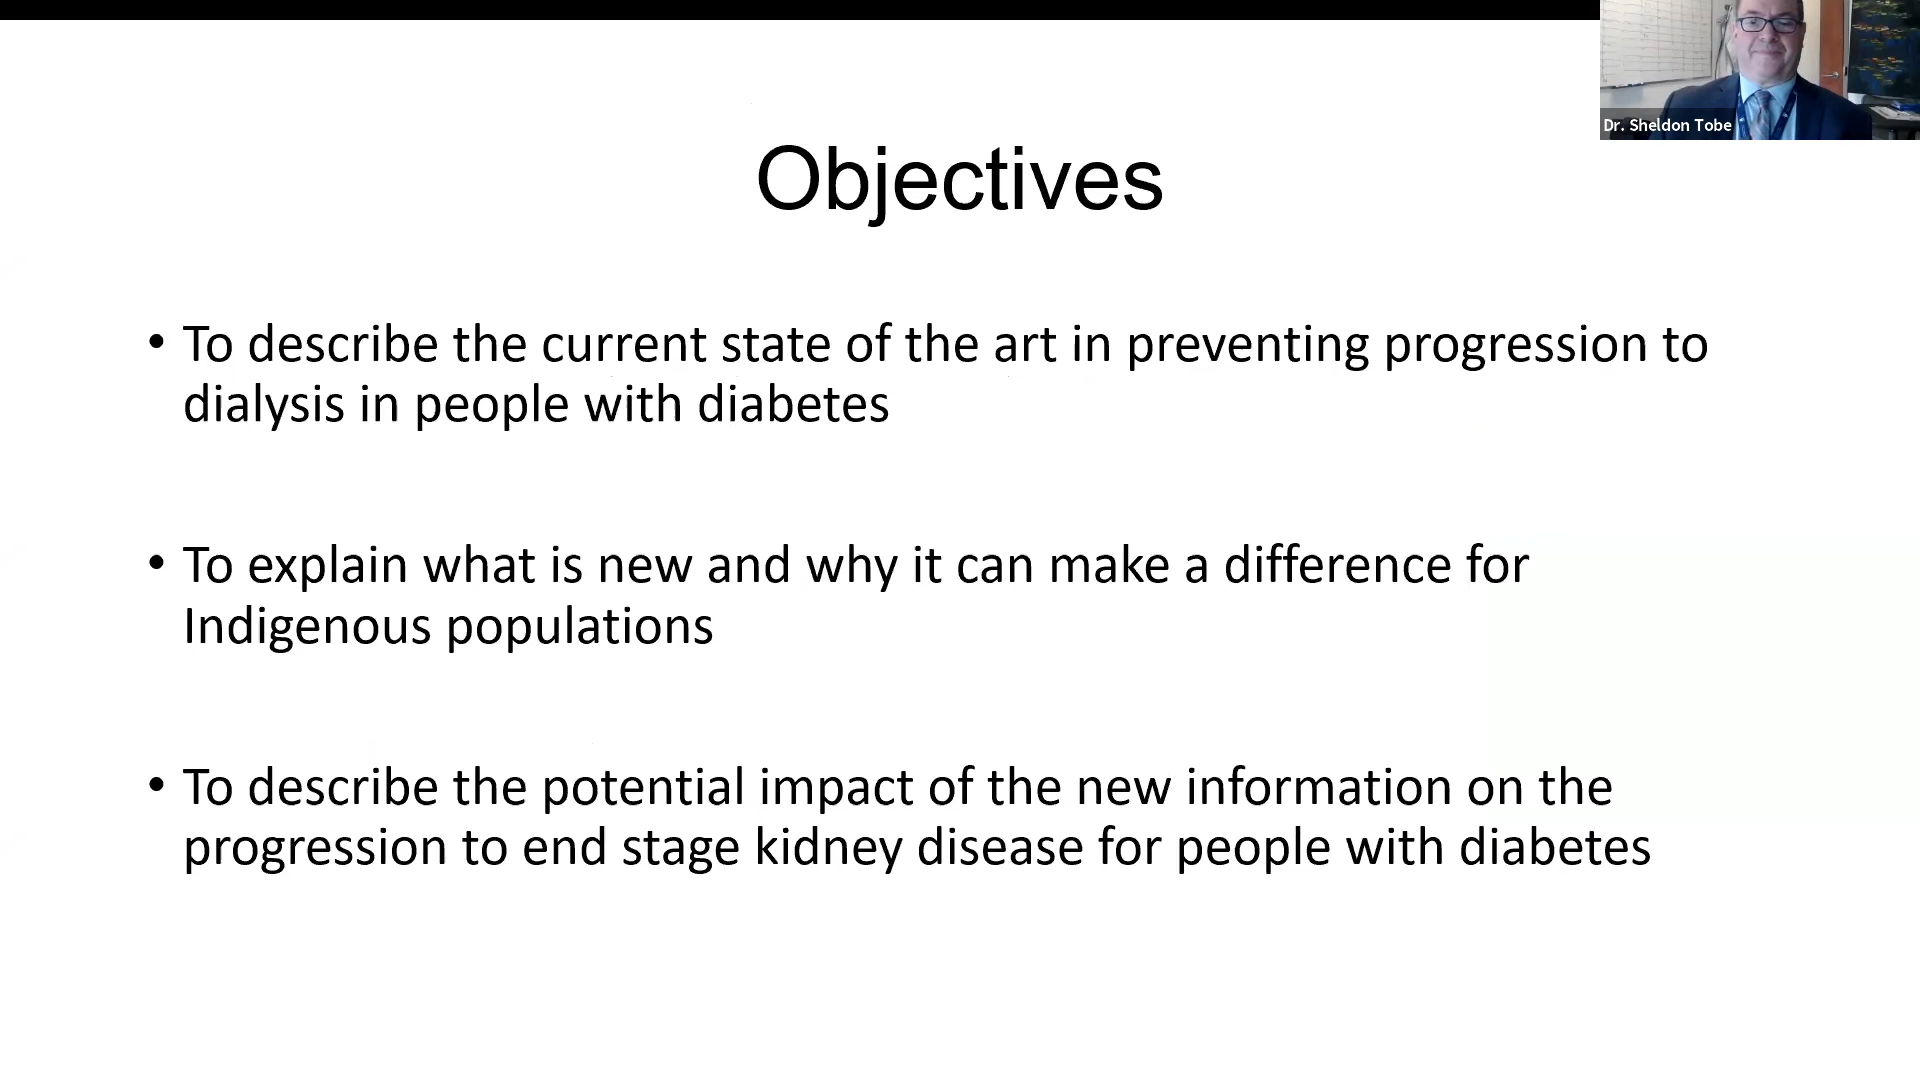 Dr. Sheldon Tobe
Objectives
• To describe the current state of the art in preventing progression to
dialysis in people with diabetes
• To explain what is new and why it can make a difference for
Indigenous populations
• To describe the potential impact of the new information on the
progression to end stage kidney disease for people with diabetes